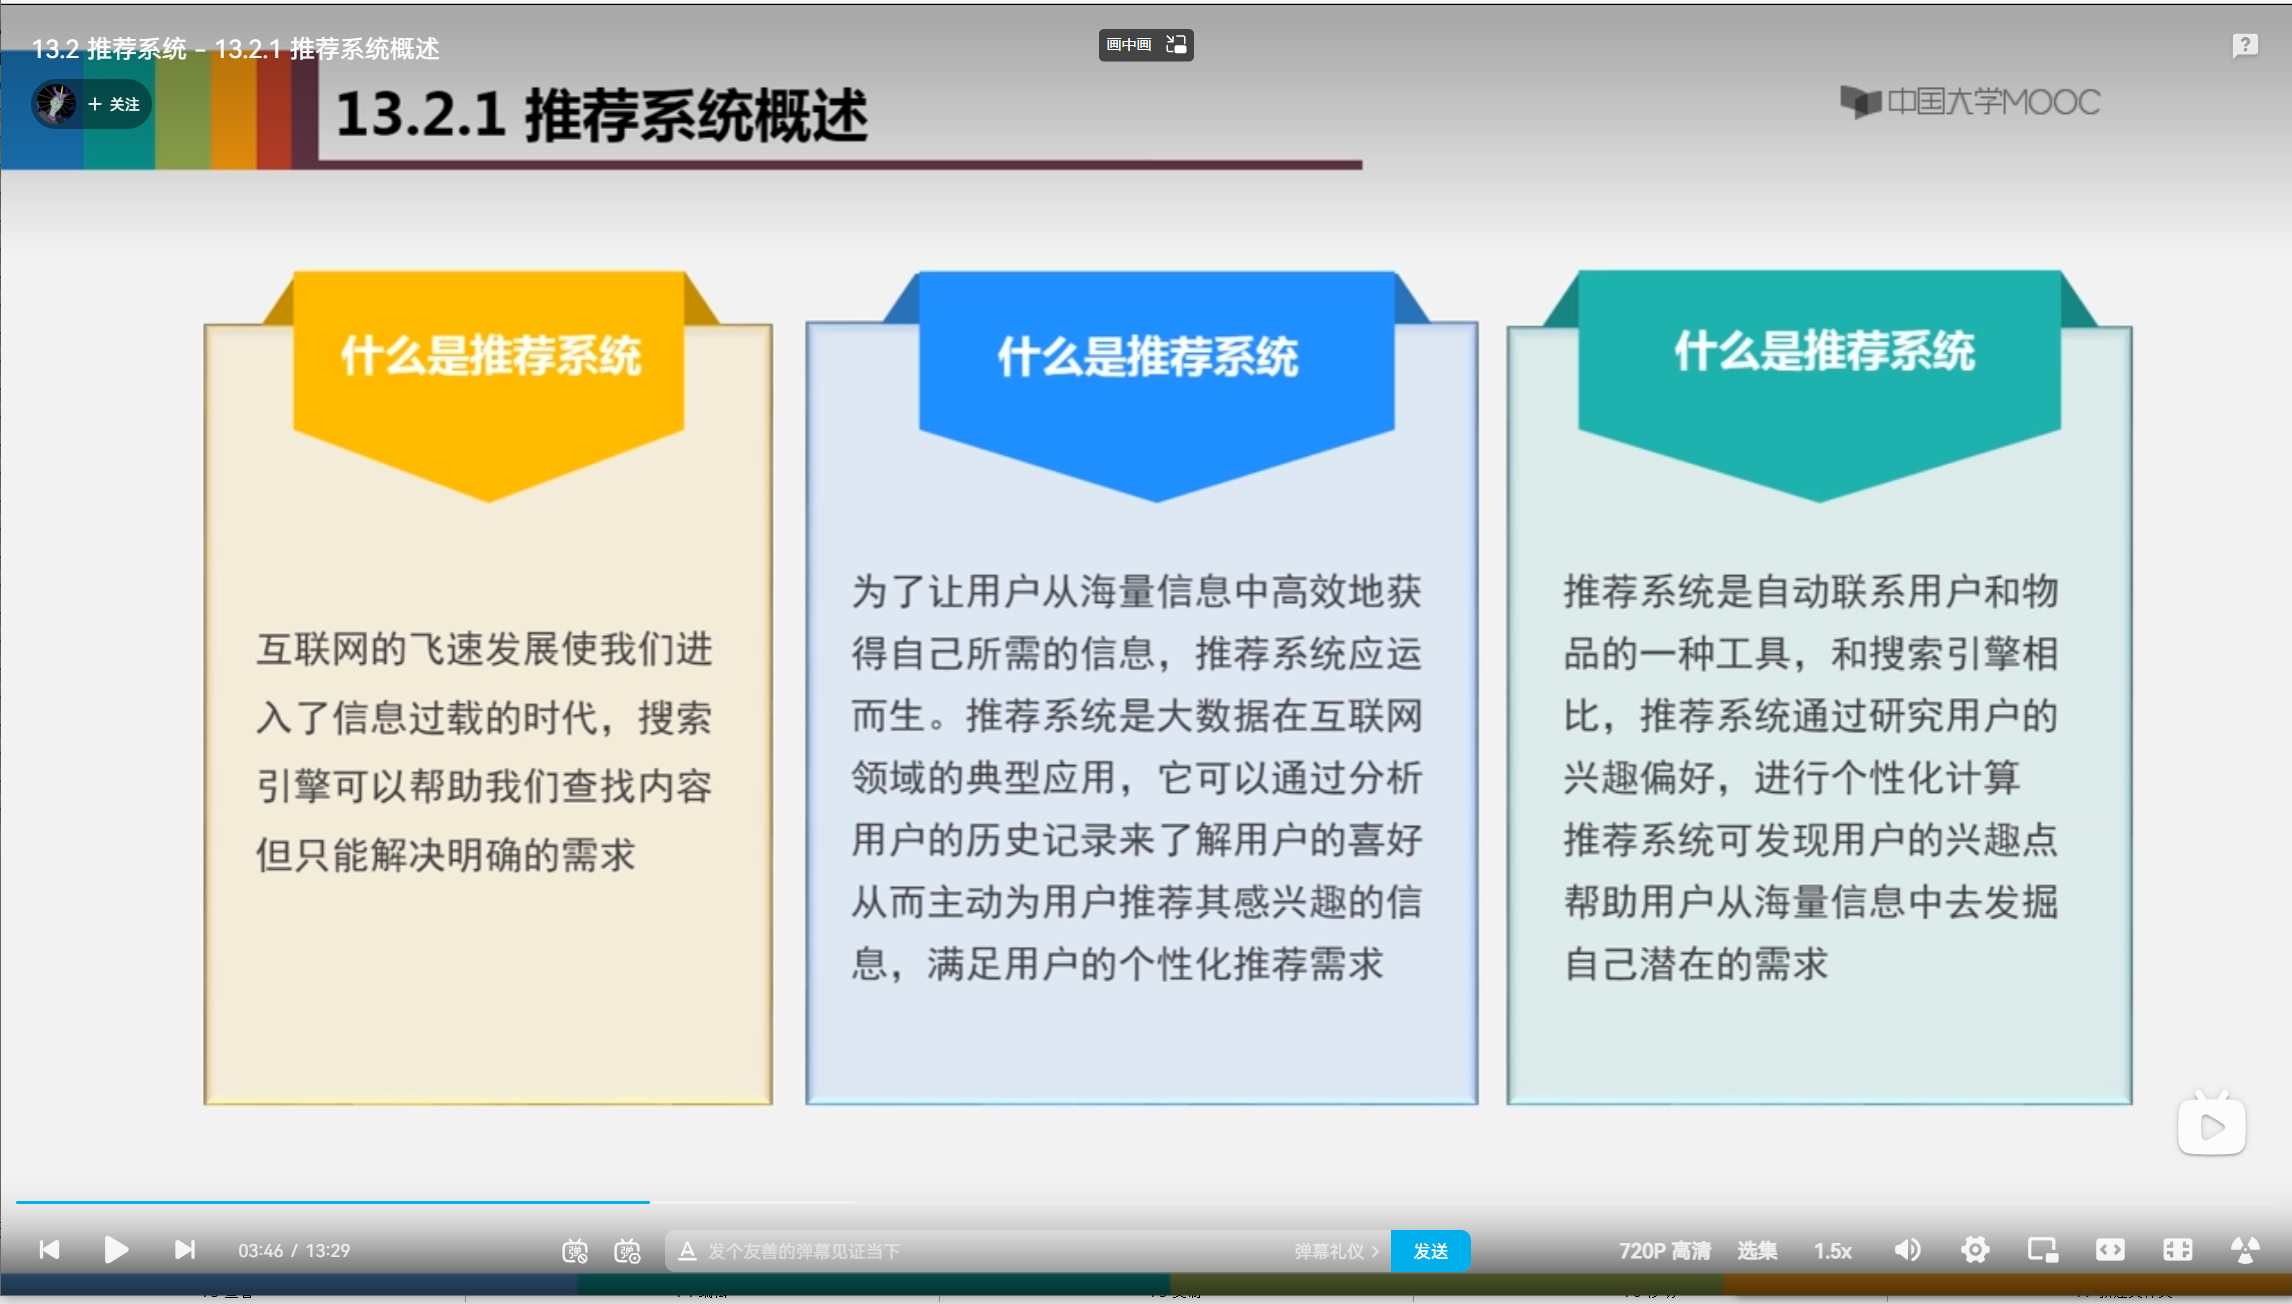 13.2 推荐系统 - 13.2.1 推荐系统概述
画中画
?
+ 关注
13.2.1 推荐系统概述
中国大学MOOC
什么是推荐系统
互联网的飞速发展使我们进
入了信息过载的时代，搜索
引擎可以帮助我们查找内容
但只能解决明确的需求
什么是推荐系统
为了让用户从海量信息中高效地获
得自己所需的信息，推荐系统应运
而生。推荐系统是大数据在互联网
领域的典型应用，它可以通过分析
用户的历史记录来了解用户的喜好
从而主动为用户推荐其感兴趣的信
息，满足用户的个性化推荐需求
什么是推荐系统
推荐系统是自动联系用户和物
品的一种工具，和搜索引擎相
比，推荐系统通过研究用户的
兴趣偏好，进行个性化计算
推荐系统可发现用户的兴趣点
帮助用户从海量信息中去发掘
自己潜在的需求
03:46 / 13:29
弹
弹
A 发个友善的弹幕见证当下
弹幕礼仪 >
发送
720P 高清
选集
1.5x